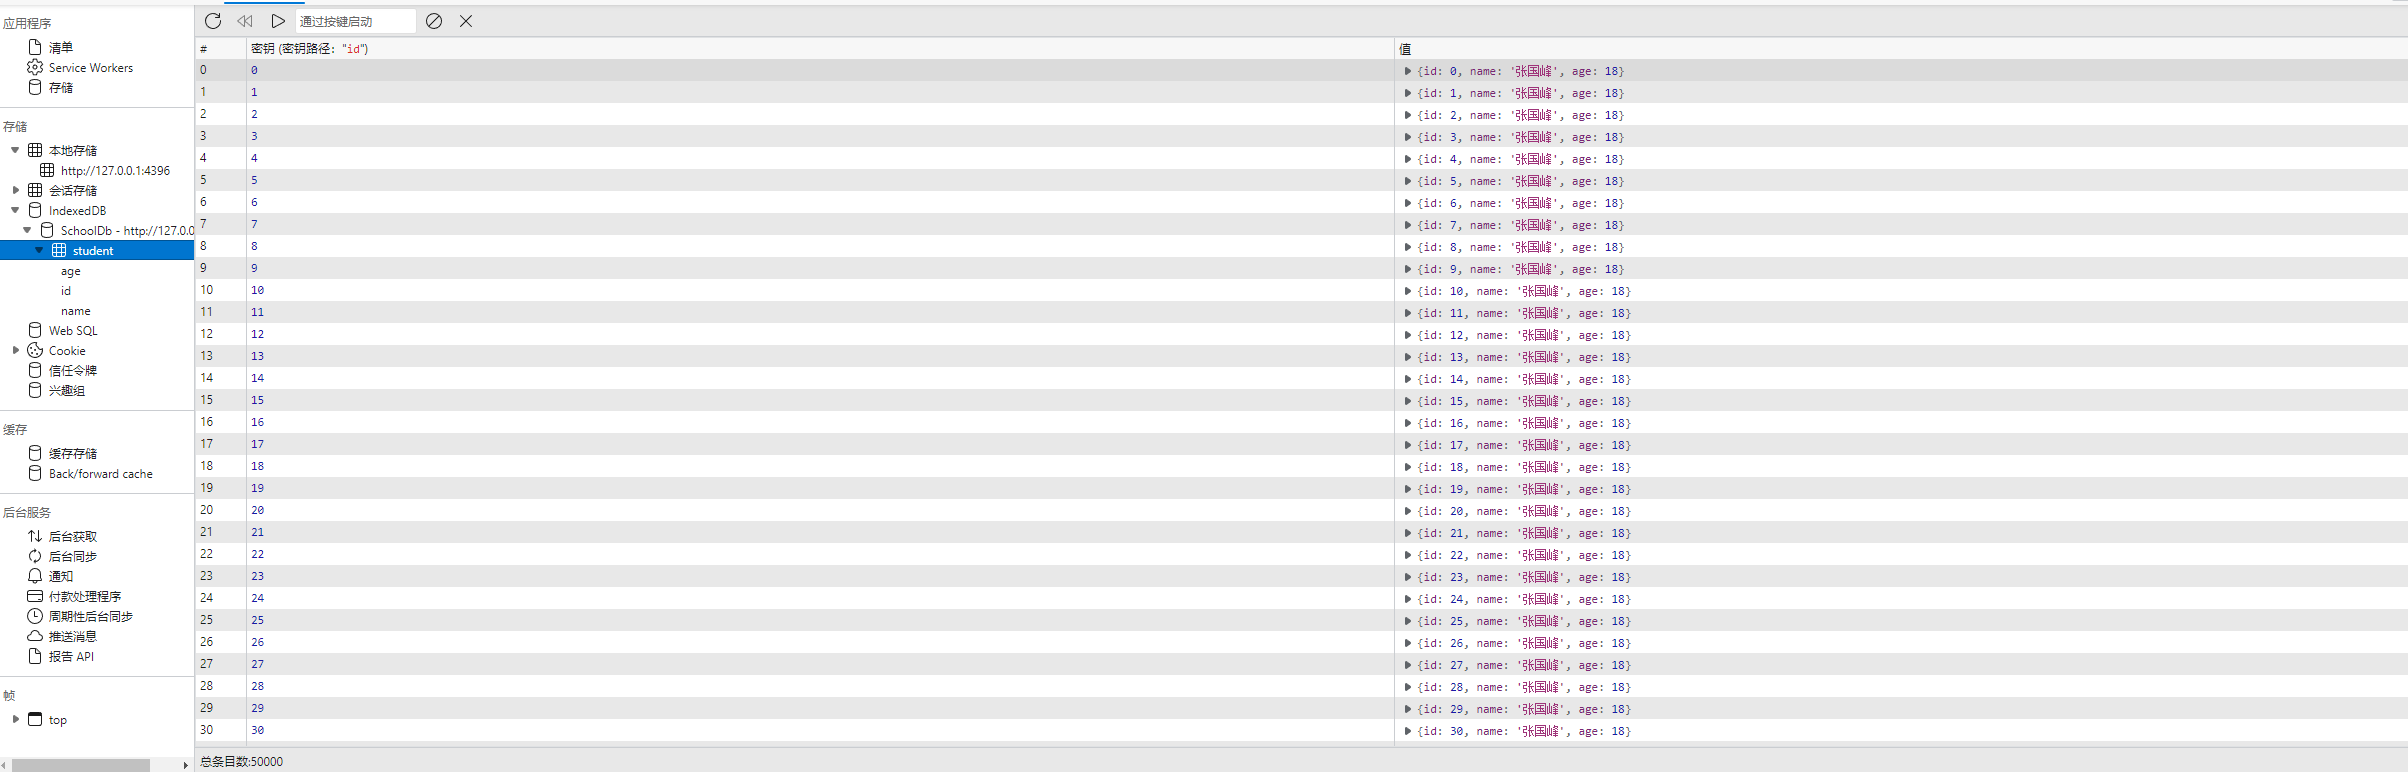 应用程序
清单
Service Workers
存储
存储
本地存储
http://127.0.0.1:4396
会话存储
IndexedDB
SchoolDb - http://127.0.0
student
age
id
name
Web SQL
Cookie
信任令牌
兴趣组
缓存
缓存存储
Back/forward cache
后台服务
后台获取
后台同步
通知
付款处理程序
周期性后台同步
推送消息
报告 API
帧
top
通过按键启动
# 密钥 (密钥路径: "id") 值
0 0 {id: 0, name: '张国峰', age: 18}
1 1 {id: 1, name: '张国峰', age: 18}
2 2 {id: 2, name: '张国峰', age: 18}
3 3 {id: 3, name: '张国峰', age: 18}
4 4 {id: 4, name: '张国峰', age: 18}
5 5 {id: 5, name: '张国峰', age: 18}
6 6 {id: 6, name: '张国峰', age: 18}
7 7 {id: 7, name: '张国峰', age: 18}
8 8 {id: 8, name: '张国峰', age: 18}
9 9 {id: 9, name: '张国峰', age: 18}
10 10 {id: 10, name: '张国峰', age: 18}
11 11 {id: 11, name: '张国峰', age: 18}
12 12 {id: 12, name: '张国峰', age: 18}
13 13 {id: 13, name: '张国峰', age: 18}
14 14 {id: 14, name: '张国峰', age: 18}
15 15 {id: 15, name: '张国峰', age: 18}
16 16 {id: 16, name: '张国峰', age: 18}
17 17 {id: 17, name: '张国峰', age: 18}
18 18 {id: 18, name: '张国峰', age: 18}
19 19 {id: 19, name: '张国峰', age: 18}
20 20 {id: 20, name: '张国峰', age: 18}
21 21 {id: 21, name: '张国峰', age: 18}
22 22 {id: 22, name: '张国峰', age: 18}
23 23 {id: 23, name: '张国峰', age: 18}
24 24 {id: 24, name: '张国峰', age: 18}
25 25 {id: 25, name: '张国峰', age: 18}
26 26 {id: 26, name: '张国峰', age: 18}
27 27 {id: 27, name: '张国峰', age: 18}
28 28 {id: 28, name: '张国峰', age: 18}
29 29 {id: 29, name: '张国峰', age: 18}
30 30 {id: 30, name: '张国峰', age: 18}
总条目数:50000